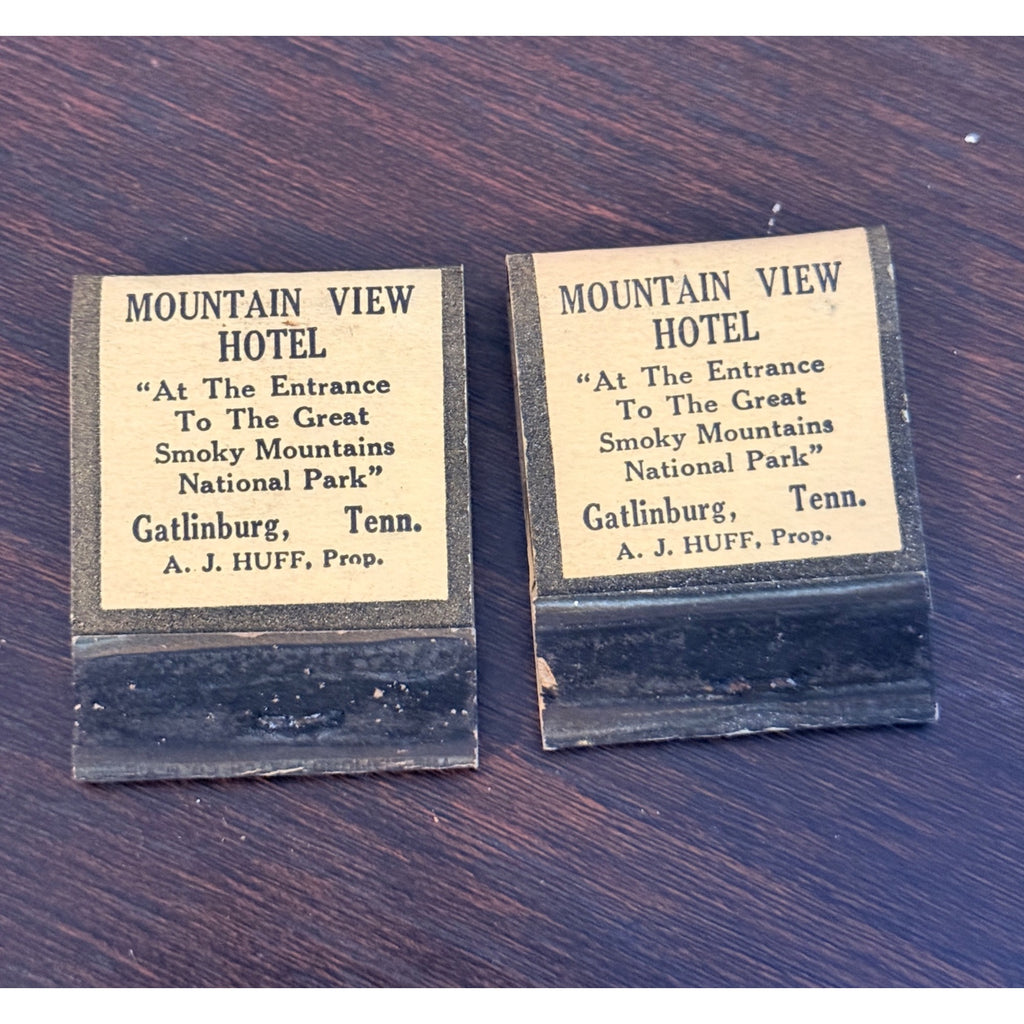 MOUNTAIN VIEW
HOTEL
“At The Entrance
To The Great
Smoky Mountains
National Park”
Gatlinburg, Tenn.
A. J. HUFF, Prop.
MOUNTAIN VIEW
HOTEL
“At The Entrance
To The Great
Smoky Mountains
National Park”
Gatlinburg, Tenn.
A. J. HUFF, Prop.